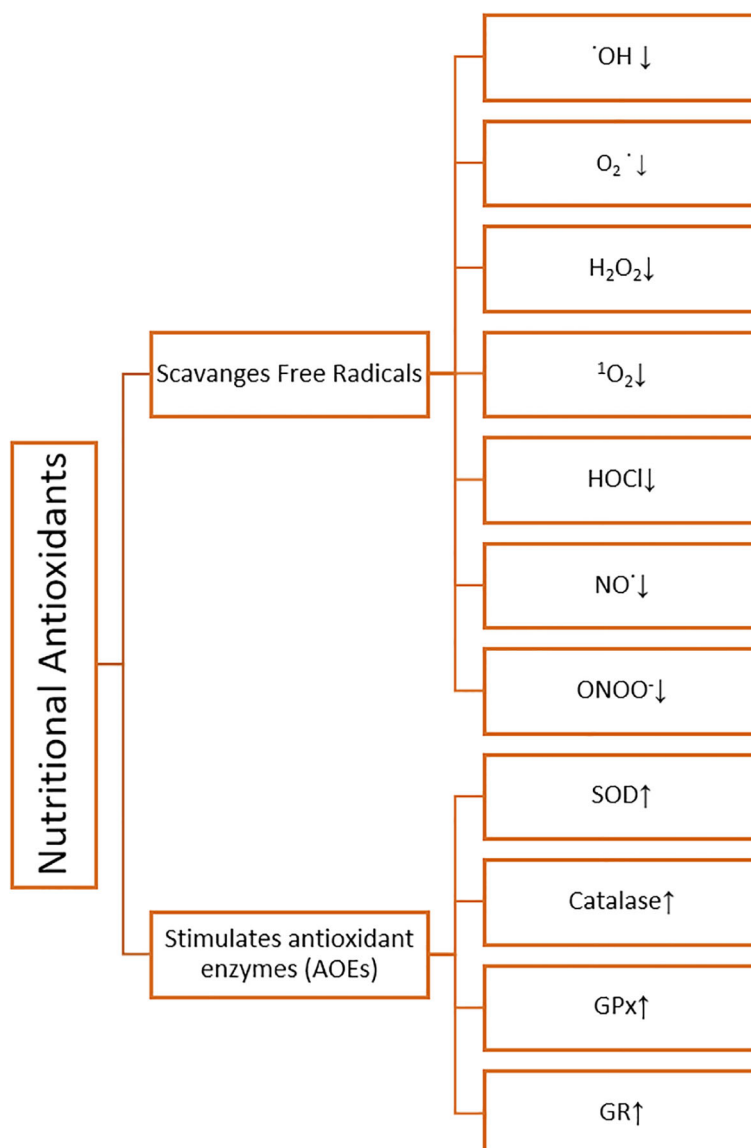 Nutritional Antioxidants
Scavanges Free Radicals
˙OH ↓
O₂ ˙↓
H₂O₂↓
¹O₂↓
HOCl↓
NO˙↓
ONOO⁻↓
Stimulates antioxidant
enzymes (AOEs)
SOD↑
Catalase↑
GPx↑
GR↑